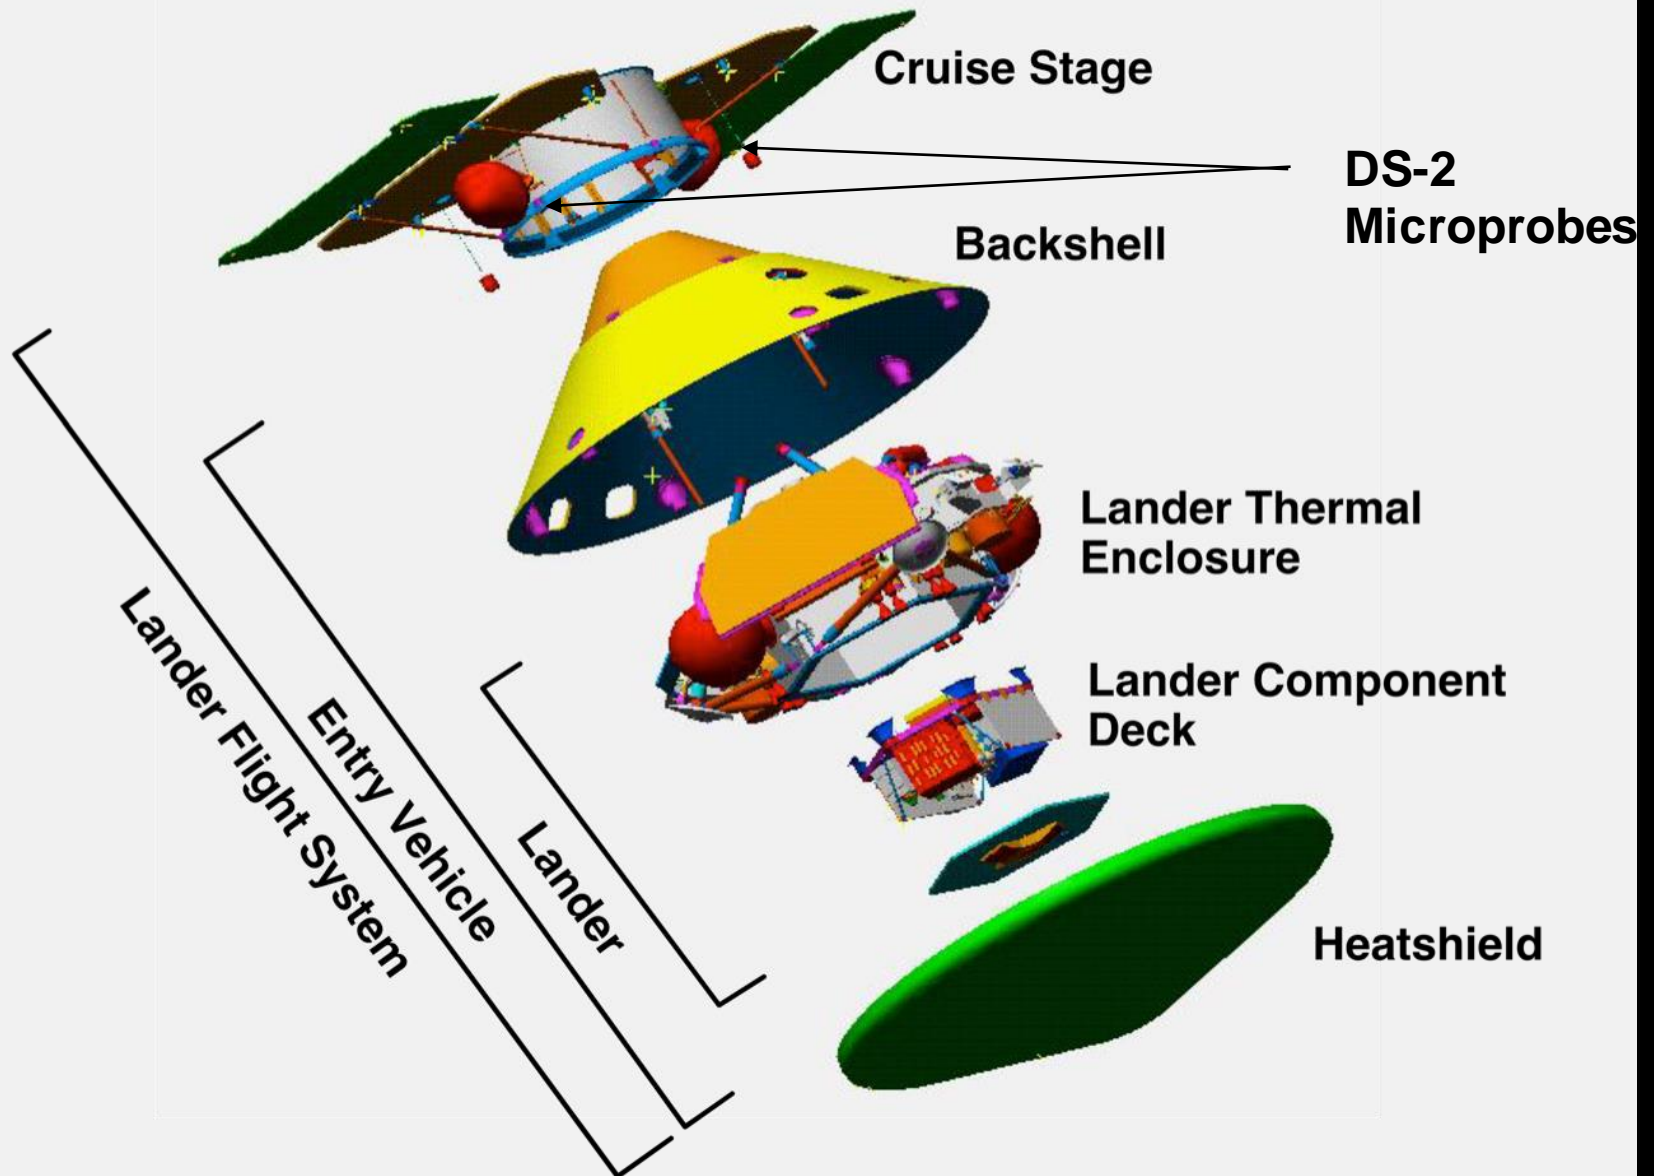 Cruise Stage
DS-2
Microprobes
Backshell
Lander Thermal
Enclosure
Lander Component
Deck
Heatshield
Lander Flight System
Entry Vehicle
Lander